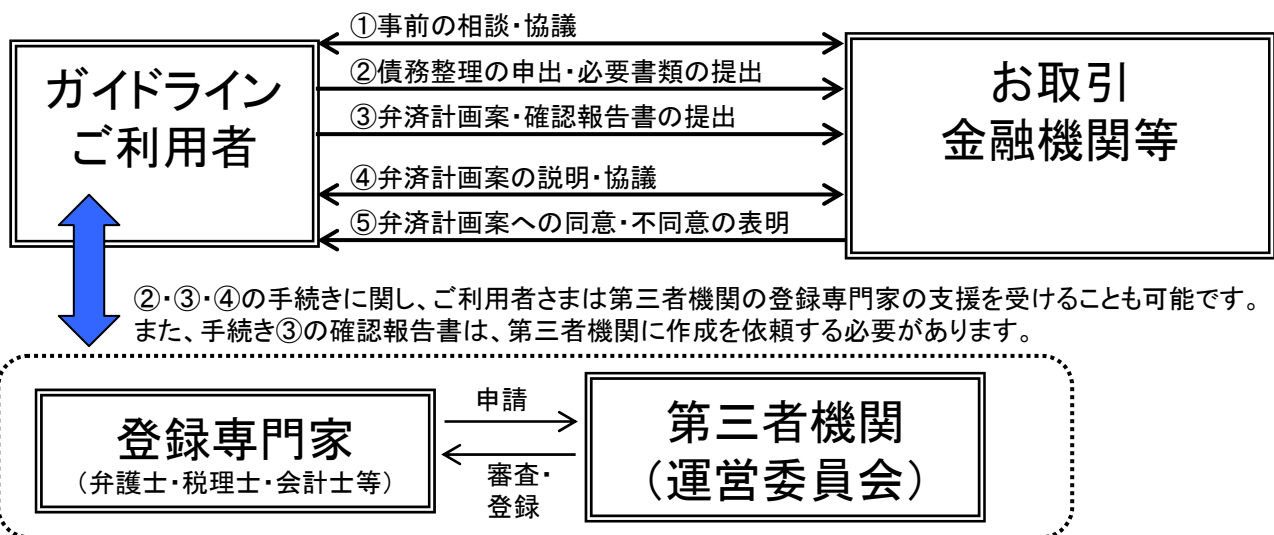 ①事前の相談・協議
ガイドライン
ご利用者
②債務整理の申出・必要書類の提出
③弁済計画案・確認報告書の提出
④弁済計画案の説明・協議
⑤弁済計画案への同意・不同意の表明
お取引
金融機関等
②・③・④の手続きに関し、ご利用者さまは第三者機関の登録専門家の支援を受けることも可能です。
また、手続き③の確認報告書は、第三者機関に作成を依頼する必要があります。
登録専門家
（弁護士・税理士・会計士等）
申請
審査・
登録
第三者機関
（運営委員会）